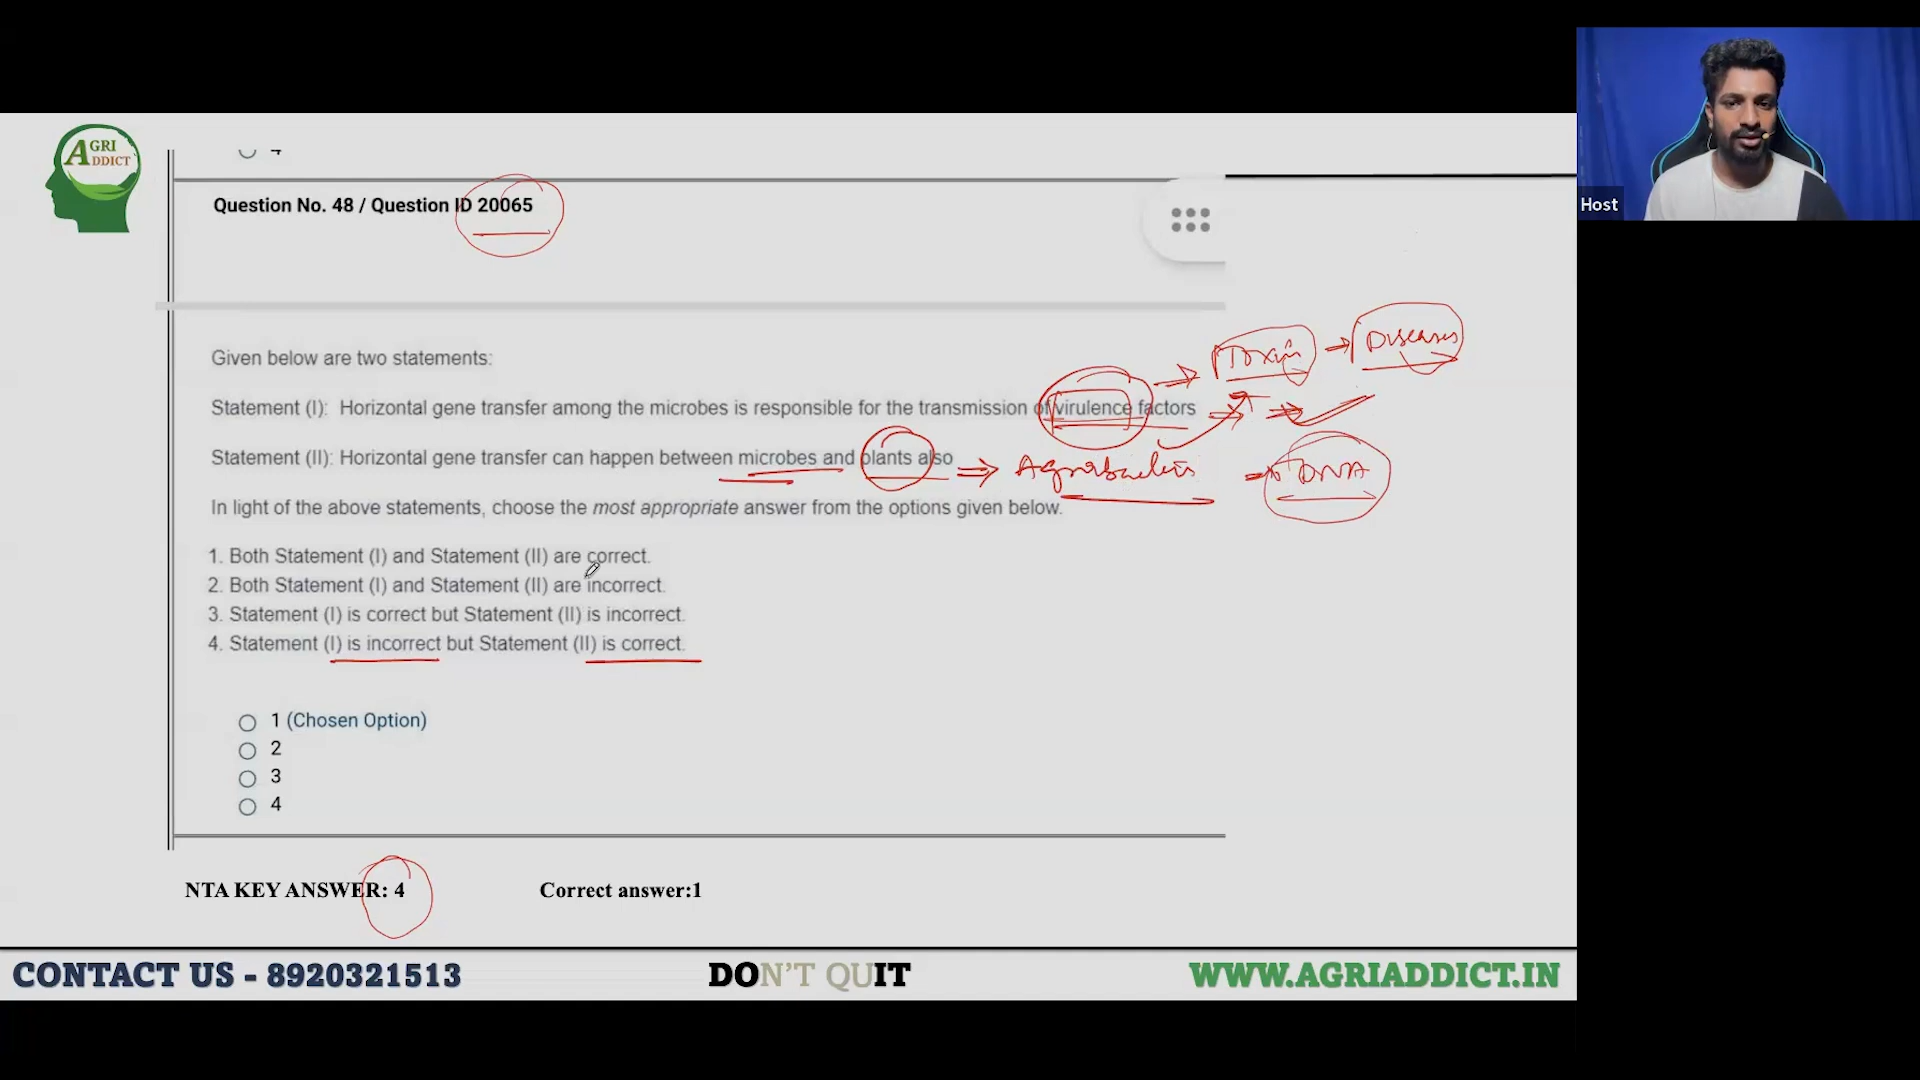 AGRI
ADDICT
4
Question No. 48 / Question ID 20065
Host
Given below are two statements:
Toxin
Diseases
Statement (I): Horizontal gene transfer among the microbes is responsible for the transmission of virulence factors
Statement (II): Horizontal gene transfer can happen between microbes and plants also
DNA
In light of the above statements, choose the most appropriate answer from the options given below.
1. Both Statement (I) and Statement (II) are correct.
2. Both Statement (I) and Statement (II) are incorrect.
3. Statement (I) is correct but Statement (II) is incorrect.
4. Statement (I) is incorrect but Statement (II) is correct.
1 (Chosen Option)
2
3
4
NTA KEY ANSWER: 4
Correct answer:1
CONTACT US - 8920321513
DON'T QUIT
WWW.AGRIADDICT.IN